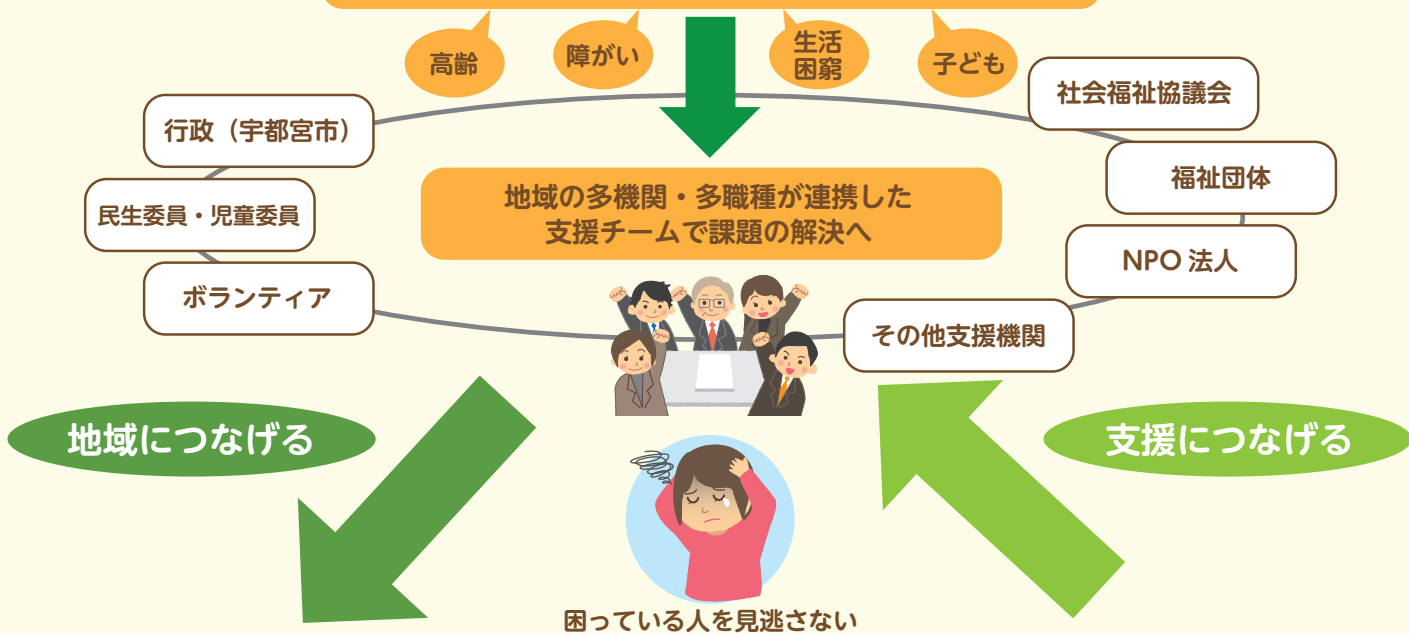 高齢
障がい
生活
困窮
子ども
社会福祉協議会
行政（宇都宮市）
福祉団体
民生委員・児童委員
地域の多機関・多職種が連携した
支援チームで課題の解決へ
NPO 法人
ボランティア
その他支援機関
地域につなげる
支援につなげる
困っている人を見逃さない